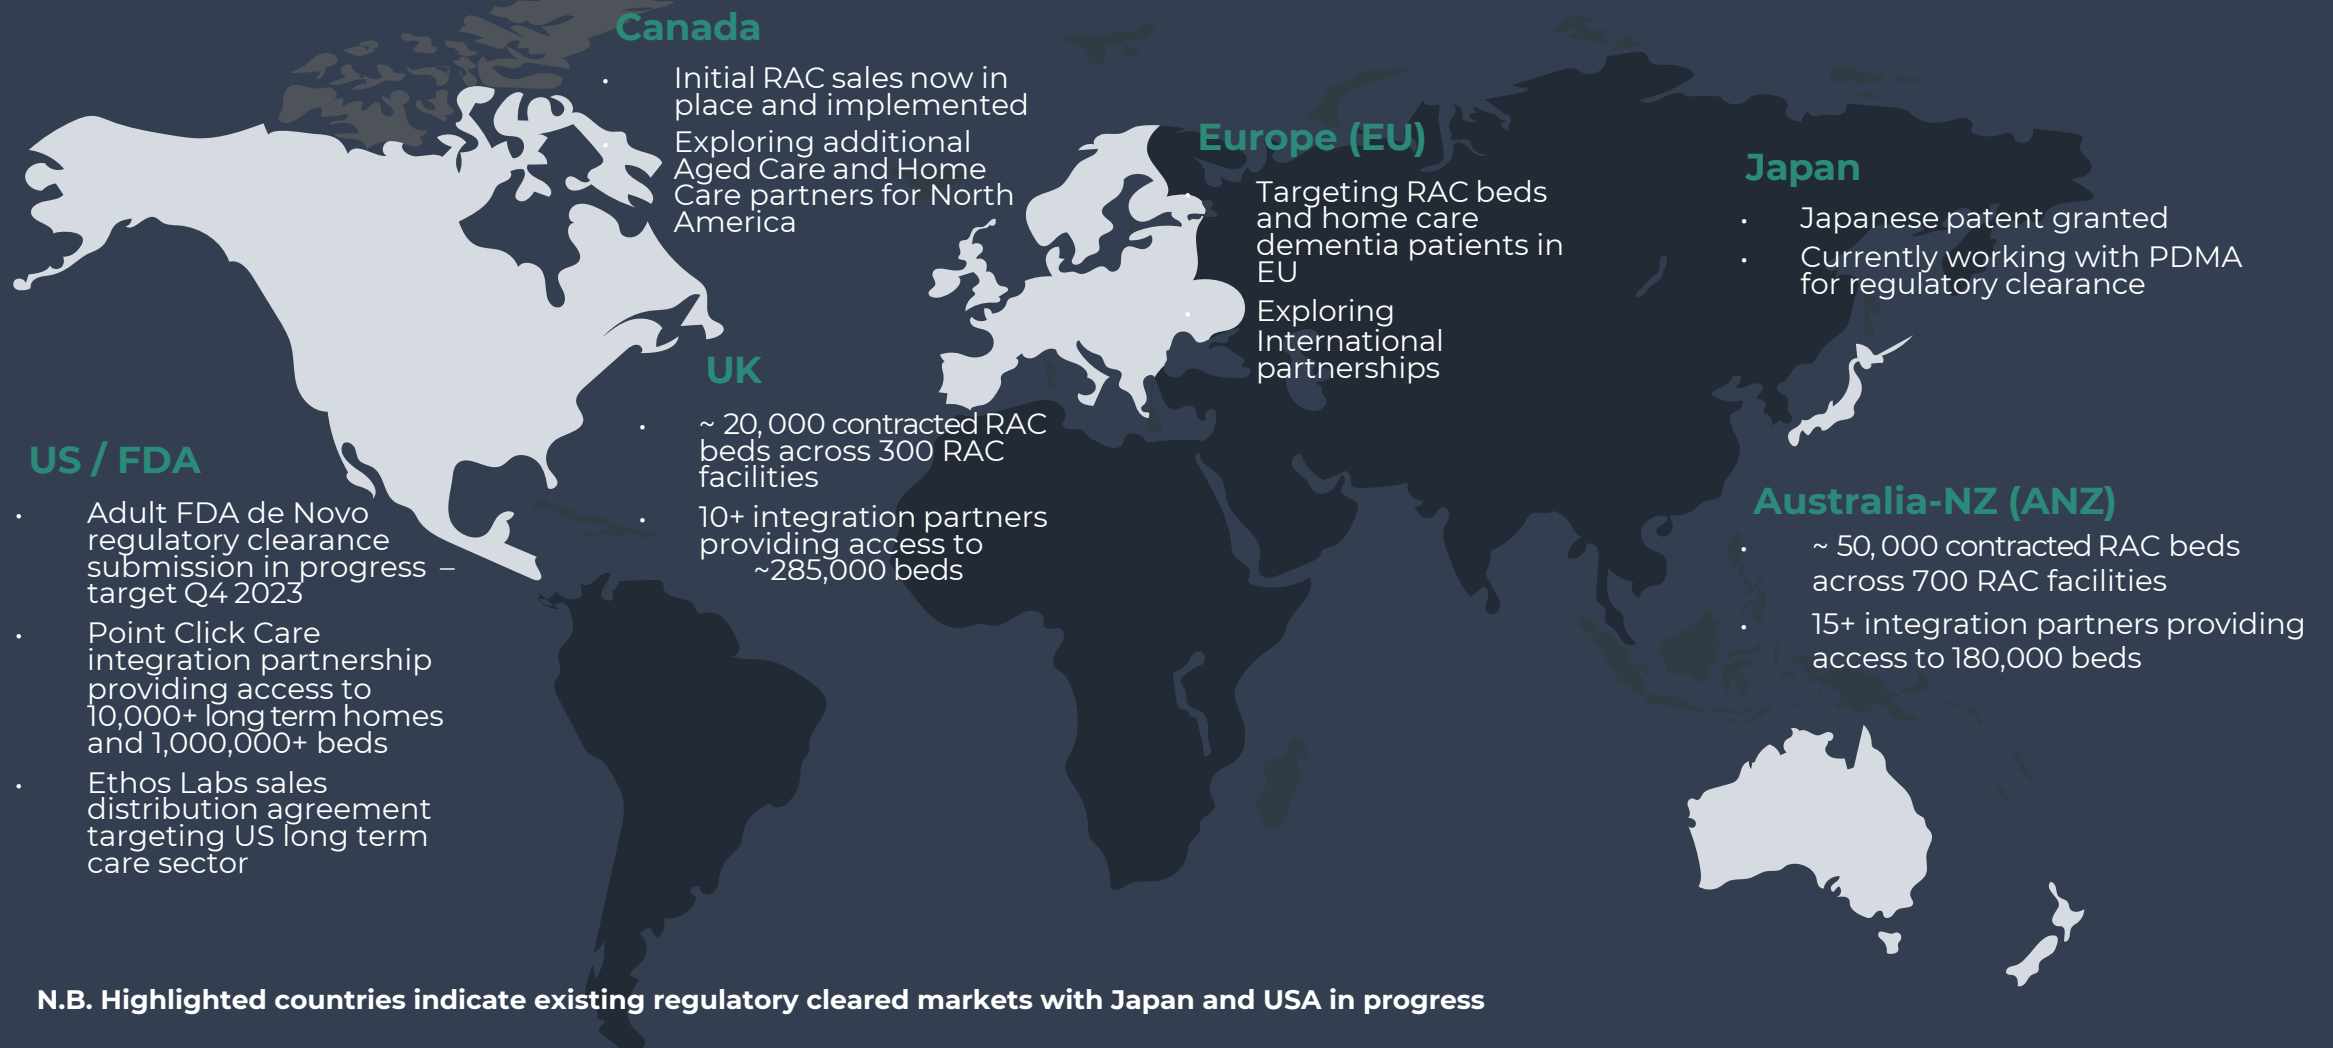 Canada
• Initial RAC sales now in
place and implemented
• Exploring additional
Aged Care and Home
Care partners for North
America
Europe (EU)
• Targeting RAC beds
and home care
dementia patients in
EU
• Exploring
International
partnerships
Japan
• Japanese patent granted
• Currently working with PDMA
for regulatory clearance
UK
• ~ 20,000 contracted RAC
beds across 300 RAC
facilities
• 10+ integration partners
providing access to
~285,000 beds
US / FDA
• Adult FDA de Novo
regulatory clearance
submission in progress –
target Q4 2023
• Point Click Care
integration partnership
providing access to
10,000+ long term homes
and 1,000,000+ beds
• Ethos Labs sales
distribution agreement
targeting US long term
care sector
Australia-NZ (ANZ)
• ~ 50,000 contracted RAC beds
across 700 RAC facilities
• 15+ integration partners providing
access to 180,000 beds
N.B. Highlighted countries indicate existing regulatory cleared markets with Japan and USA in progress